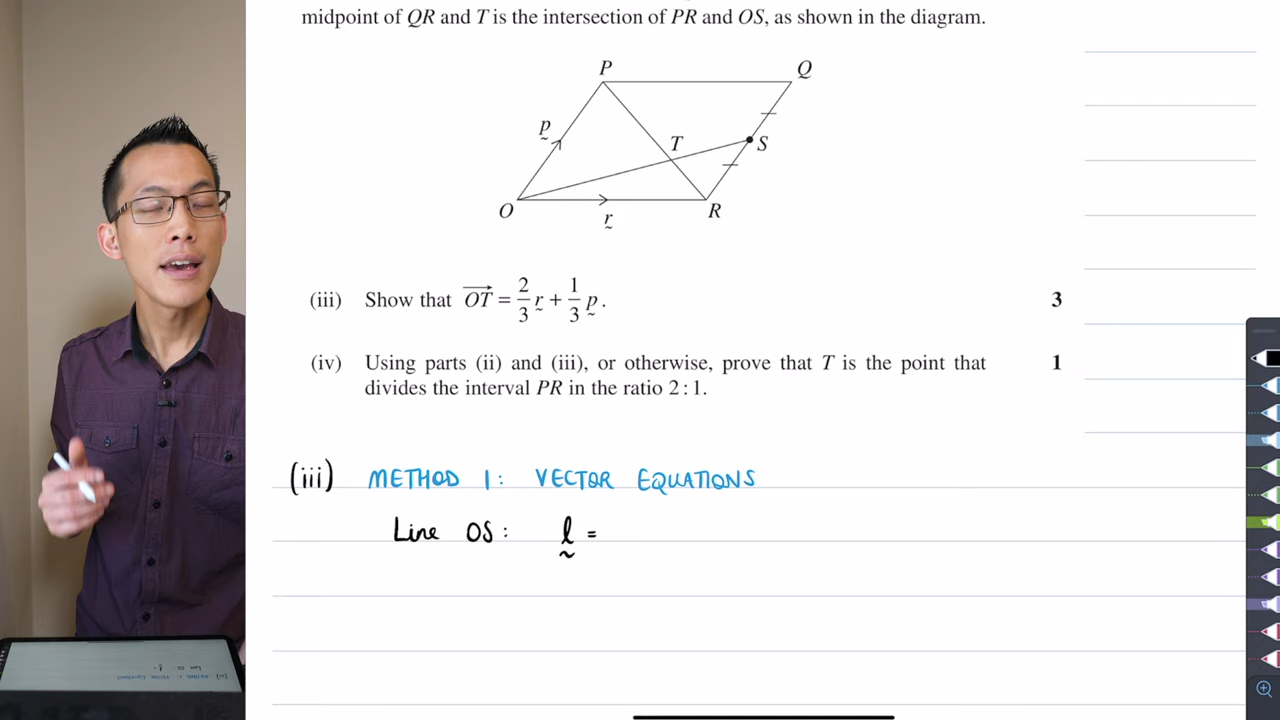 midpoint of QR and T is the intersection of PR and OS, as shown in the diagram.
P
Q
p
T
S
O
r
R
(iii) Show that OT = 2/3 r + 1/3 p. 3
(iv) Using parts (ii) and (iii), or otherwise, prove that T is the point that 1
divides the interval PR in the ratio 2 : 1.
(iii) METHOD 1: VECTOR EQUATIONS
Line OS: l =